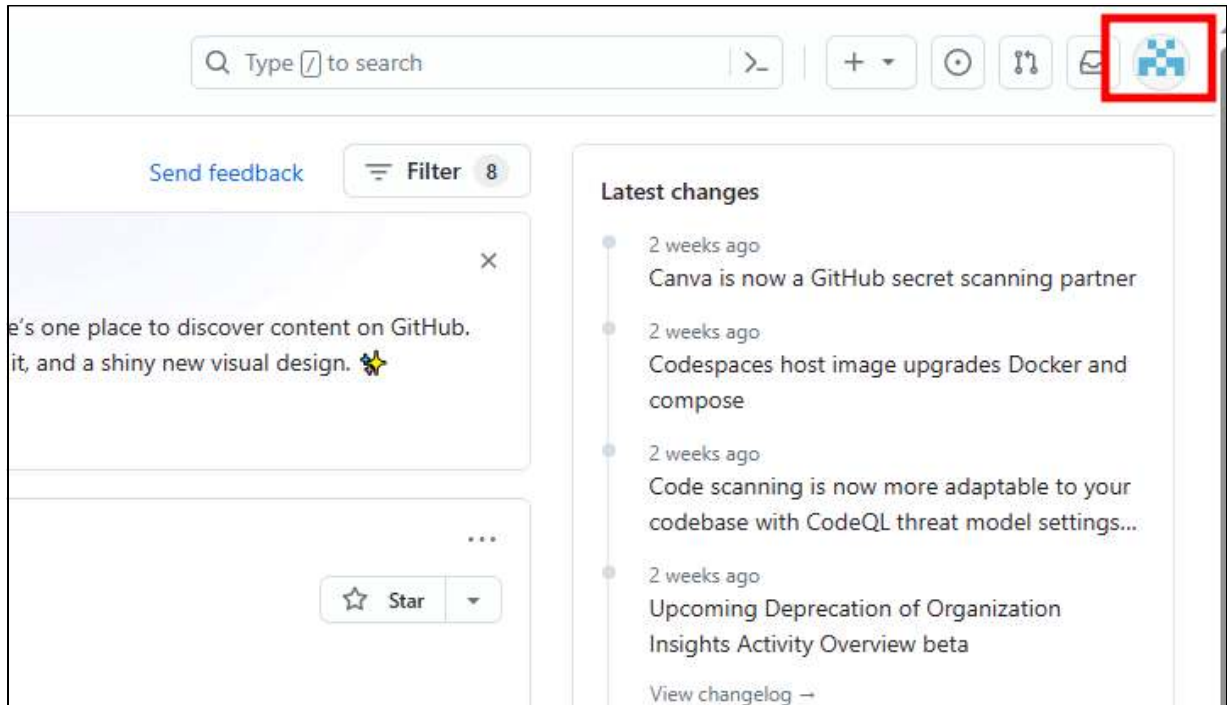 Type / to search
Send feedback
Filter 8
e's one place to discover content on GitHub.
it, and a shiny new visual design. ✨
Star
Latest changes
2 weeks ago
Canva is now a GitHub secret scanning partner
2 weeks ago
Codespaces host image upgrades Docker and
compose
2 weeks ago
Code scanning is now more adaptable to your
codebase with CodeQL threat model settings...
2 weeks ago
Upcoming Deprecation of Organization
Insights Activity Overview beta
View changelog →